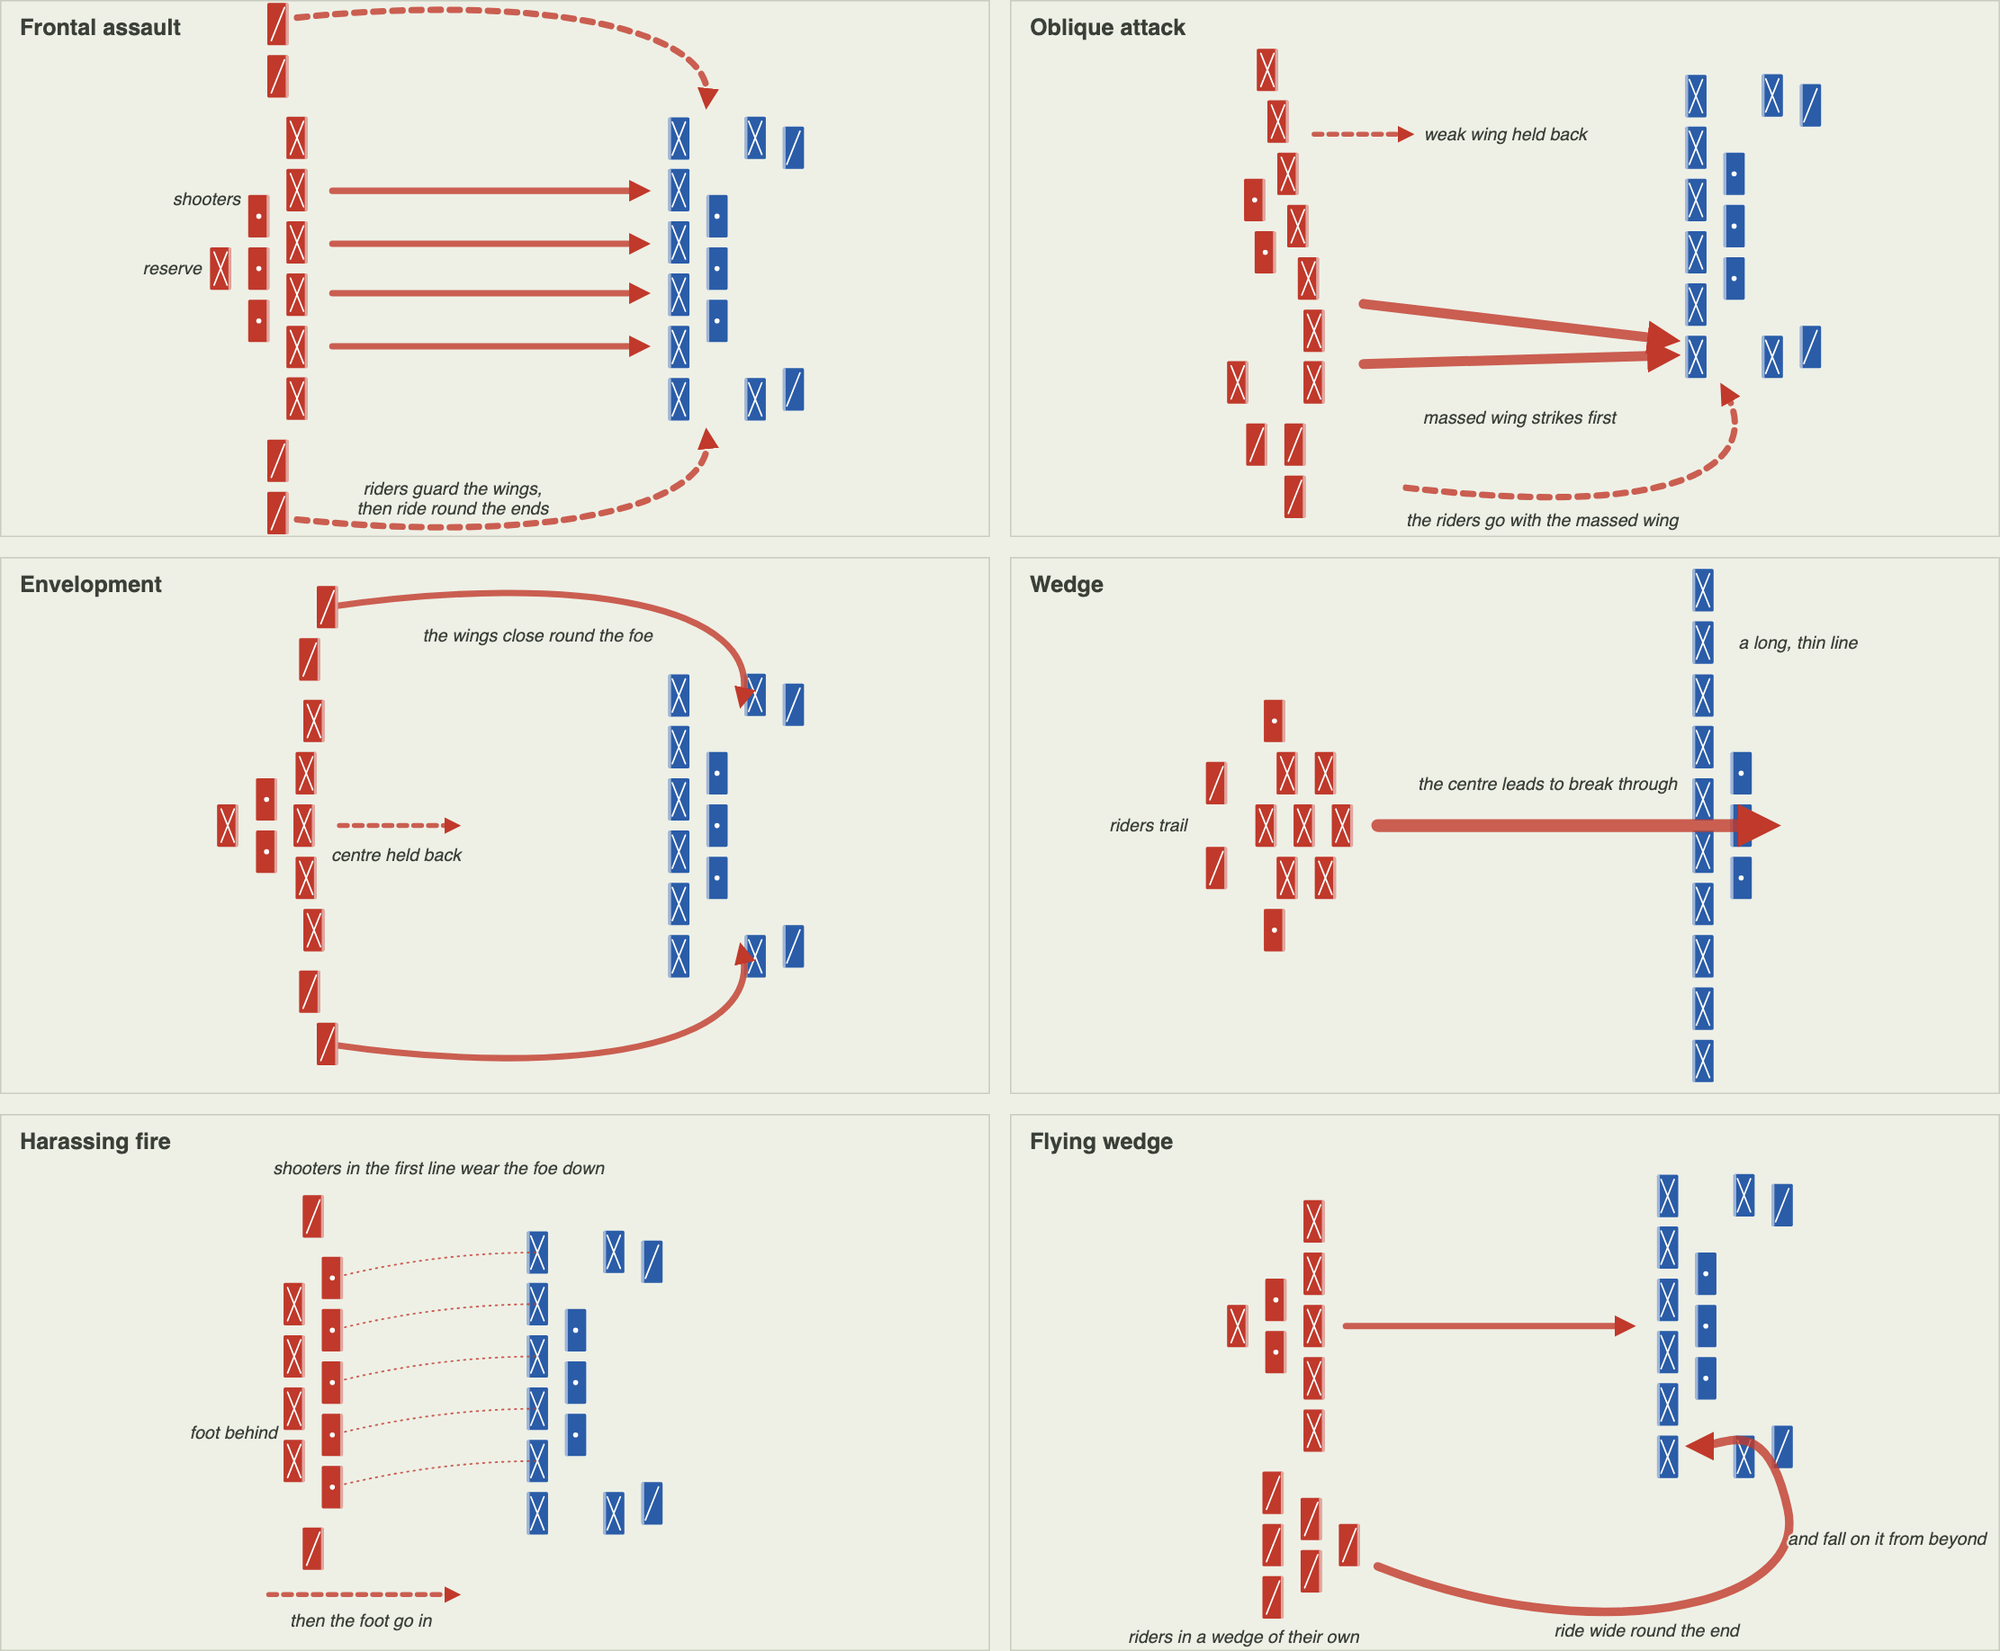 Frontal assault
shooters
reserve
riders guard the wings,
then ride round the ends
Oblique attack
weak wing held back
massed wing strikes first
the riders go with the massed wing
Envelopment
the wings close round the foe
centre held back
Wedge
a long, thin line
the centre leads to break through
riders trail
Harassing fire
shooters in the first line wear the foe down
foot behind
then the foot go in
Flying wedge
and fall on it from beyond
ride wide round the end
riders in a wedge of their own